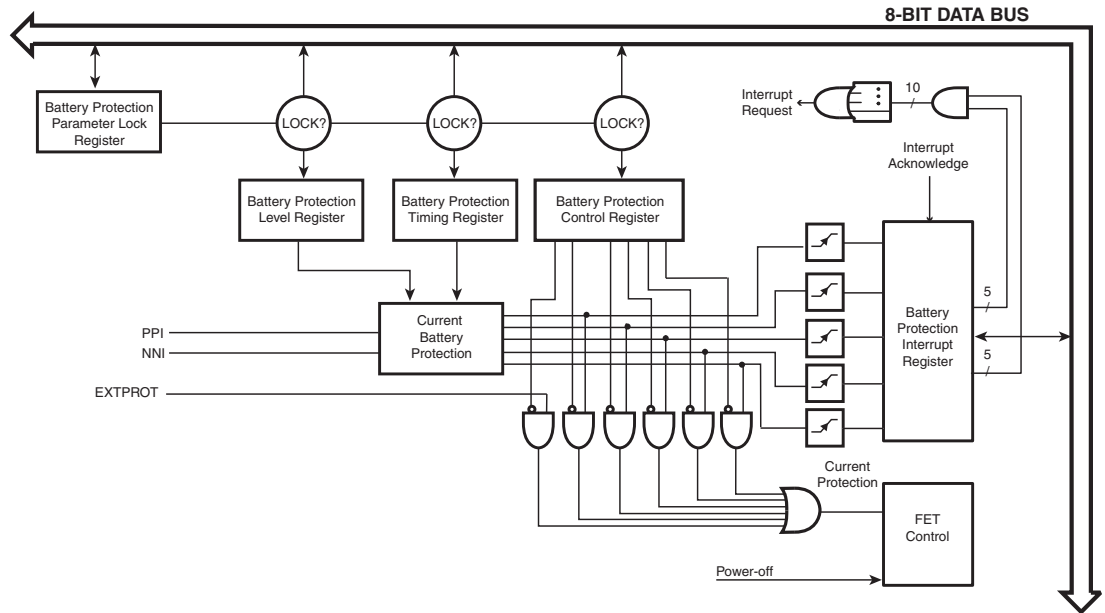 8-BIT DATA BUS
Battery Protection
Parameter Lock
Register
LOCK?
LOCK?
LOCK?
Interrupt
Request
10
Interrupt
Acknowledge
Battery Protection
Level Register
Battery Protection
Timing Register
Battery Protection
Control Register
Current
Battery
Protection
PPI
NNI
EXTPROT
Battery
Protection
Interrupt
Register
5
5
Current
Protection
FET
Control
Power-off